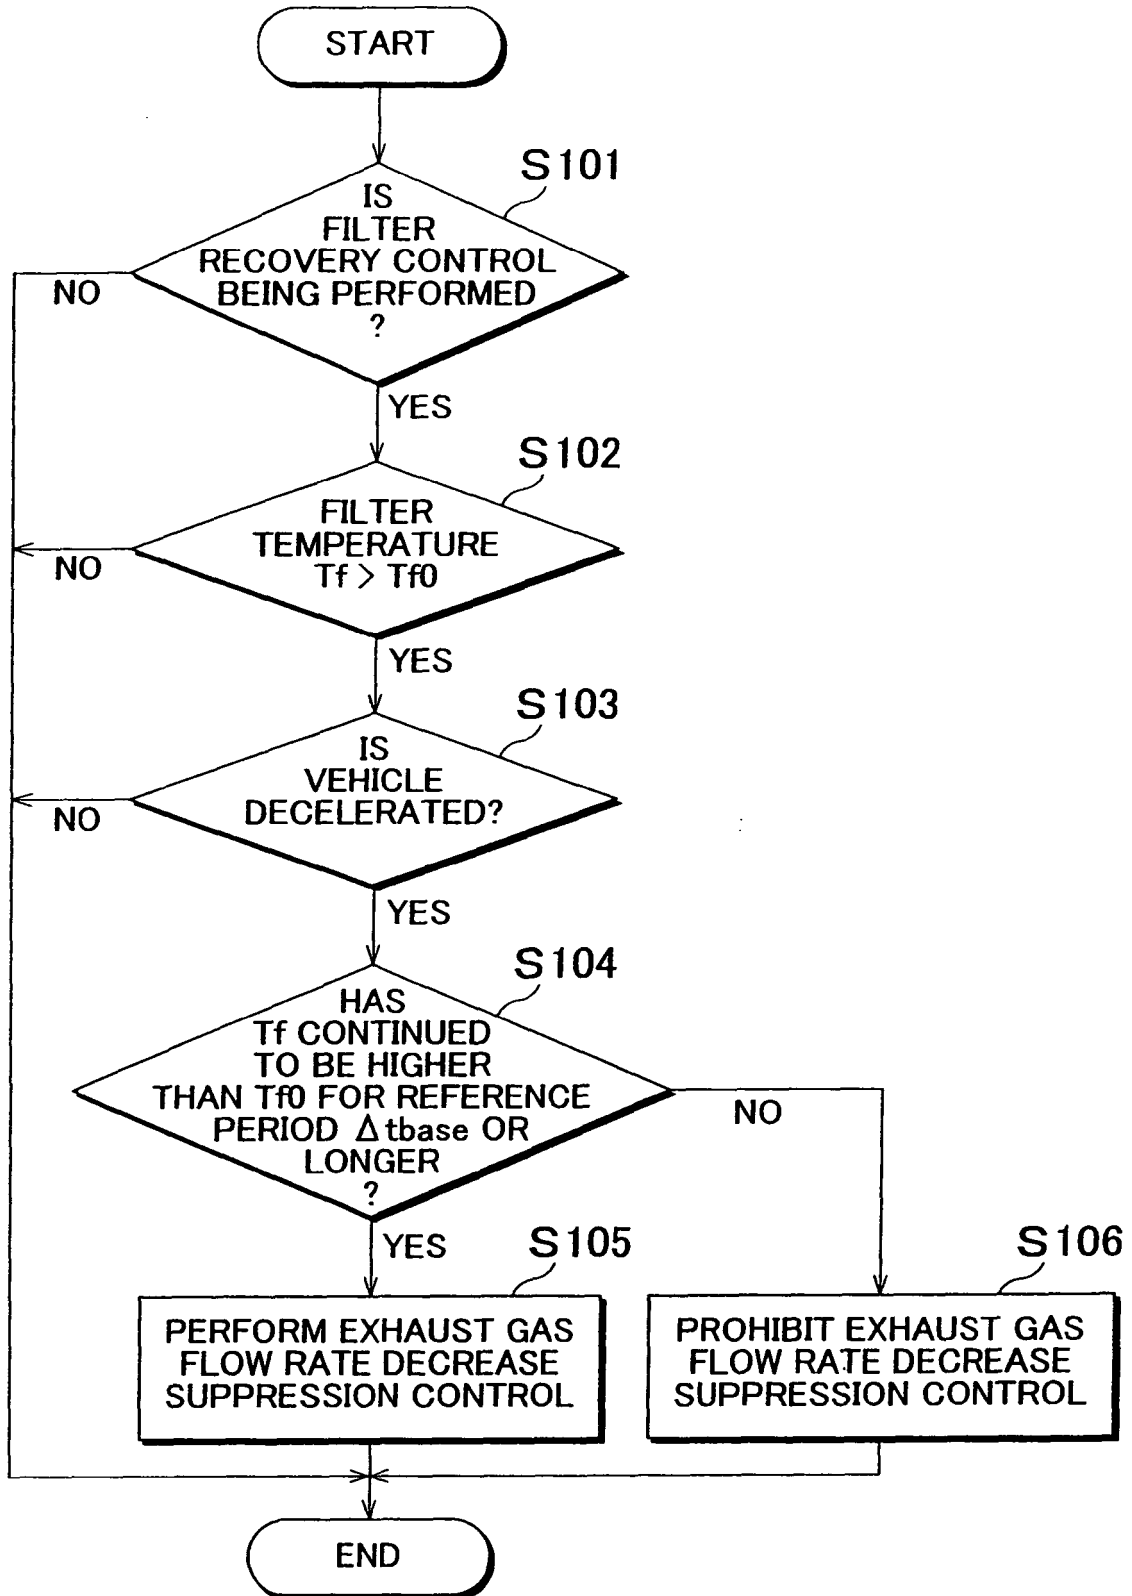 START
S101
IS
FILTER
RECOVERY CONTROL
BEING PERFORMED
?
NO
YES
S102
FILTER
TEMPERATURE
Tf > Tf0
NO
YES
S103
IS
VEHICLE
DECELERATED?
NO
YES
S104
HAS
Tf CONTINUED
TO BE HIGHER
THAN Tf0 FOR REFERENCE
PERIOD Δtbase OR
LONGER
?
NO
YES
S105
PERFORM EXHAUST GAS
FLOW RATE DECREASE
SUPPRESSION CONTROL
S106
PROHIBIT EXHAUST GAS
FLOW RATE DECREASE
SUPPRESSION CONTROL
END